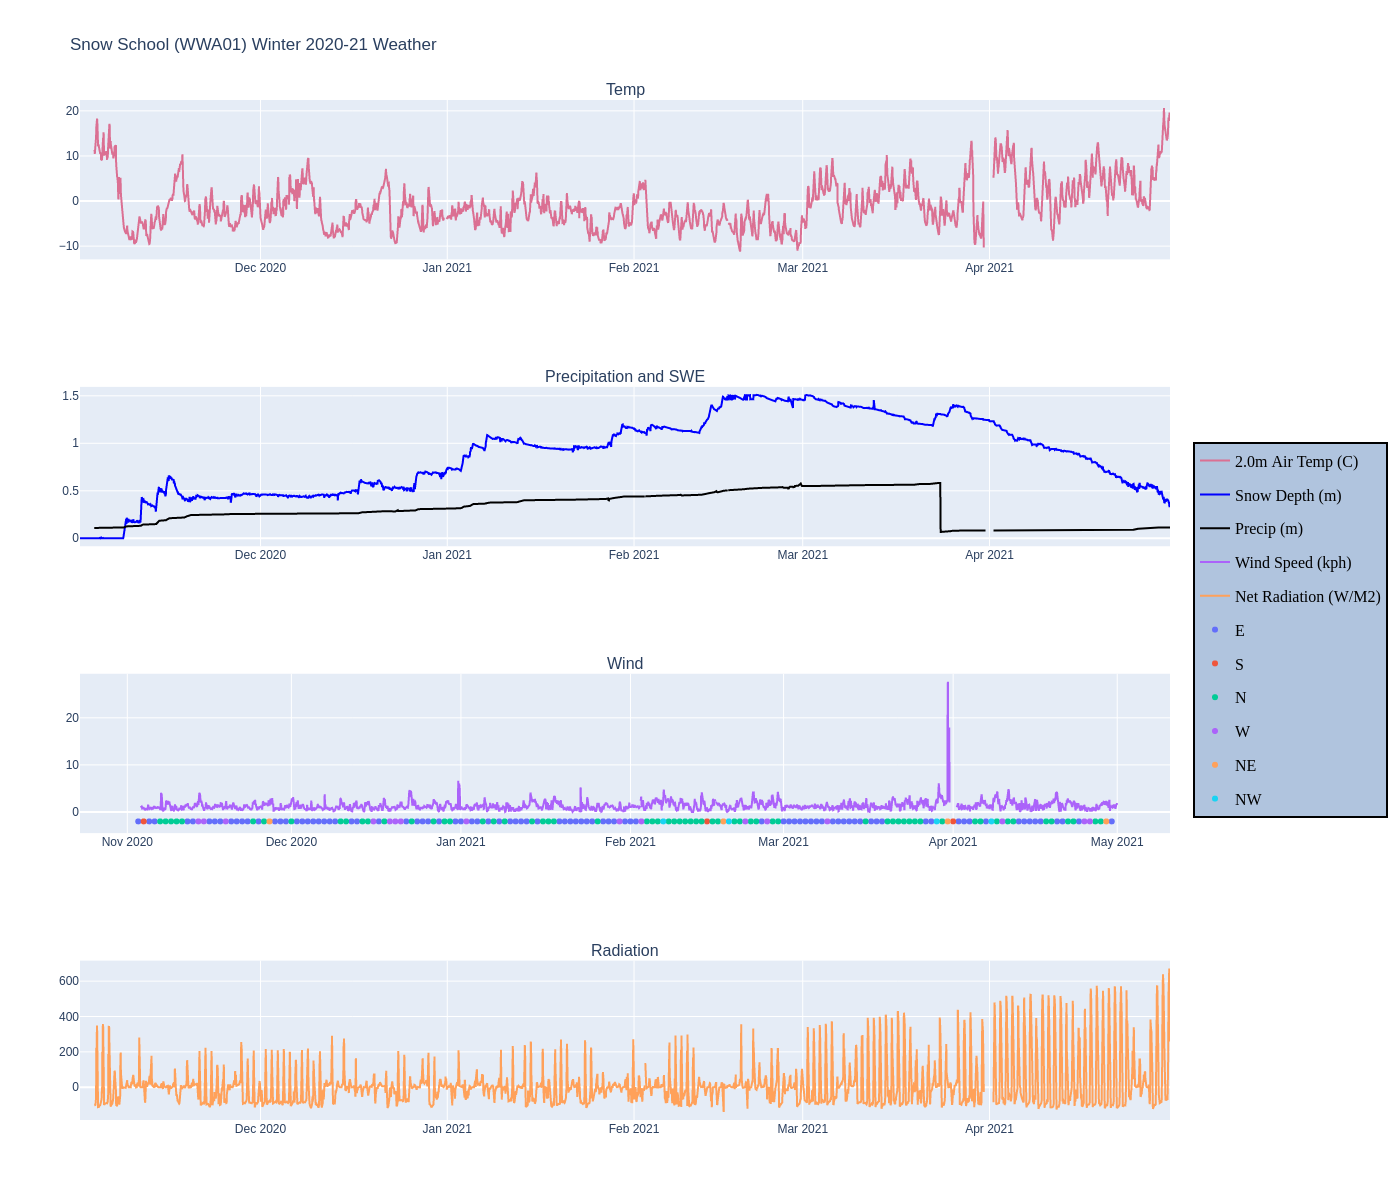 Snow School (WWA01) Winter 2020-21 Weather
Temp
20
10
0
−10
Dec 2020 Jan 2021 Feb 2021 Mar 2021 Apr 2021
Precipitation and SWE
1.5
1
0.5
0
Dec 2020 Jan 2021 Feb 2021 Mar 2021 Apr 2021
Wind
20
10
0
Nov 2020 Dec 2020 Jan 2021 Feb 2021 Mar 2021 Apr 2021 May 2021
Radiation
600
400
200
0
Dec 2020 Jan 2021 Feb 2021 Mar 2021 Apr 2021
2.0m Air Temp (C)
Snow Depth (m)
Precip (m)
Wind Speed (kph)
Net Radiation (W/M2)
E
S
N
W
NE
NW